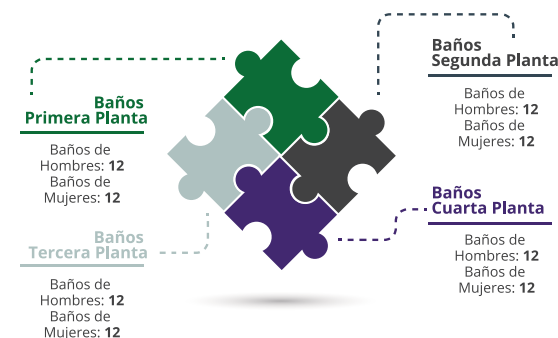 Baños
Primera Planta
Baños de
Hombres: 12
Baños de
Mujeres: 12
Baños
Segunda Planta
Baños de
Hombres: 12
Baños de
Mujeres: 12
Baños
Tercera Planta
Baños de
Hombres: 12
Baños de
Mujeres: 12
Baños
Cuarta Planta
Baños de
Hombres: 12
Baños de
Mujeres: 12